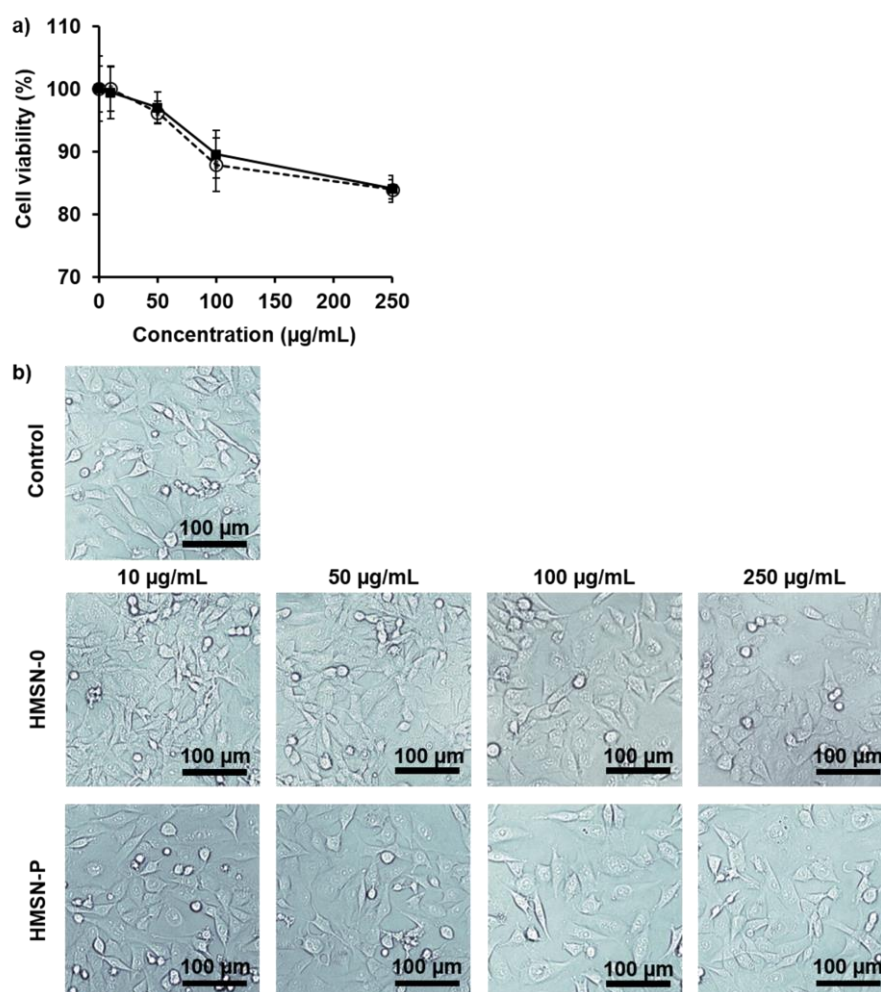 a)
110
100
90
80
70
Cell viability (%)
0 50 100 150 200 250
Concentration (µg/mL)
b)
Control
100 µm
10 µg/mL 50 µg/mL 100 µg/mL 250 µg/mL
HMSN-0
100 µm 100 µm 100 µm 100 µm
HMSN-P
100 µm 100 µm 100 µm 100 µm